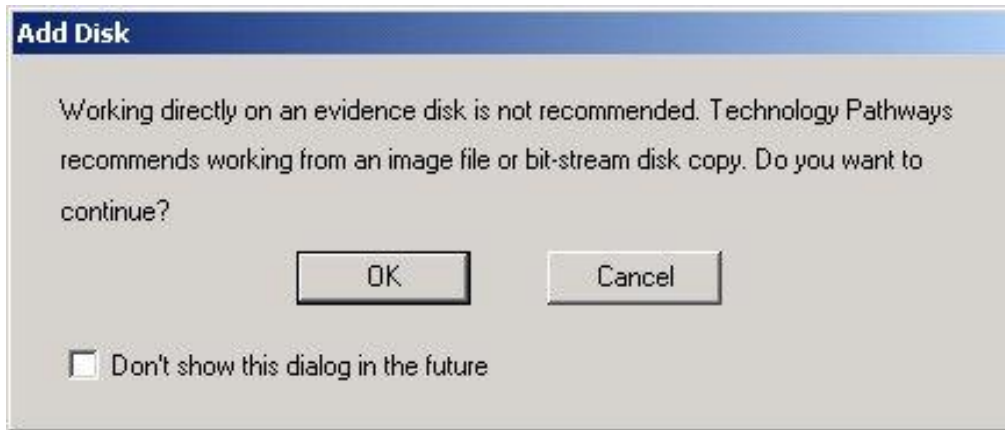 Add Disk
Working directly on an evidence disk is not recommended. Technology Pathways
recommends working from an image file or bit-stream disk copy. Do you want to
continue?
OK
Cancel
Don't show this dialog in the future